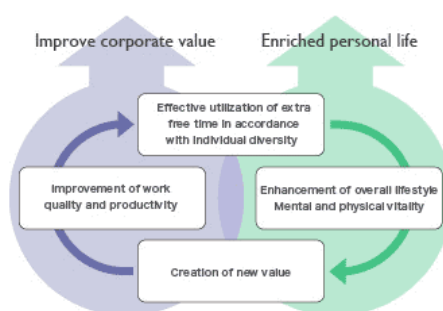 Improve corporate value
Enriched personal life
Effective utilization of extra
free time in accordance
with individual diversity
Improvement of work
quality and productivity
Enhancement of overall lifestyle
Mental and physical vitality
Creation of new value